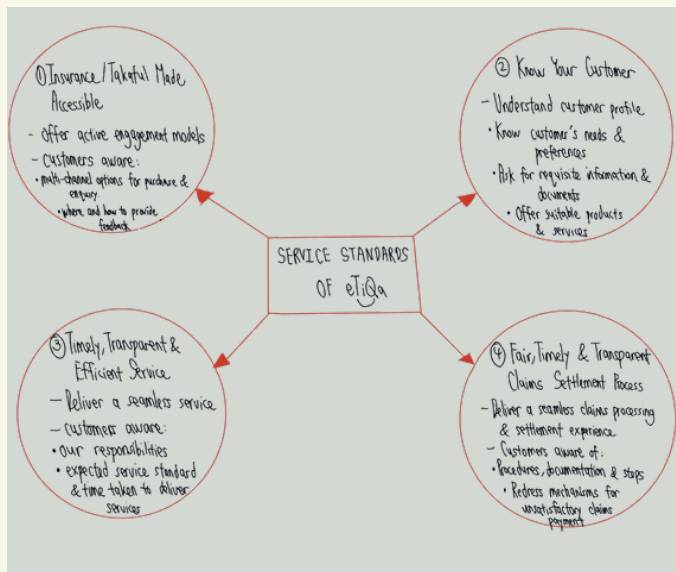 ① Insurance/Takaful Made
Accessible
- Offer active engagement models
- Customers aware:
• multi-channel options for purchase &
enquiry
• where and how to provide
feedback
② Know Your Customer
- Understand customer profile
• Know customer's needs &
preferences
• Ask for requisite information &
documents
• Offer suitable products
& services
SERVICE STANDARDS
OF eTiQa
③ Timely, Transparent &
Efficient Service
- Deliver a seamless service
- Customers aware:
• our responsibilities
• expected service standard
& time taken to deliver
services
④ Fair, Timely & Transparent
Claims Settlement Process
- Deliver a seamless claims processing
& settlement experience
- Customers aware of:
• Procedures, documentation & steps
• Redress mechanisms for
unsatisfactory claims
payment